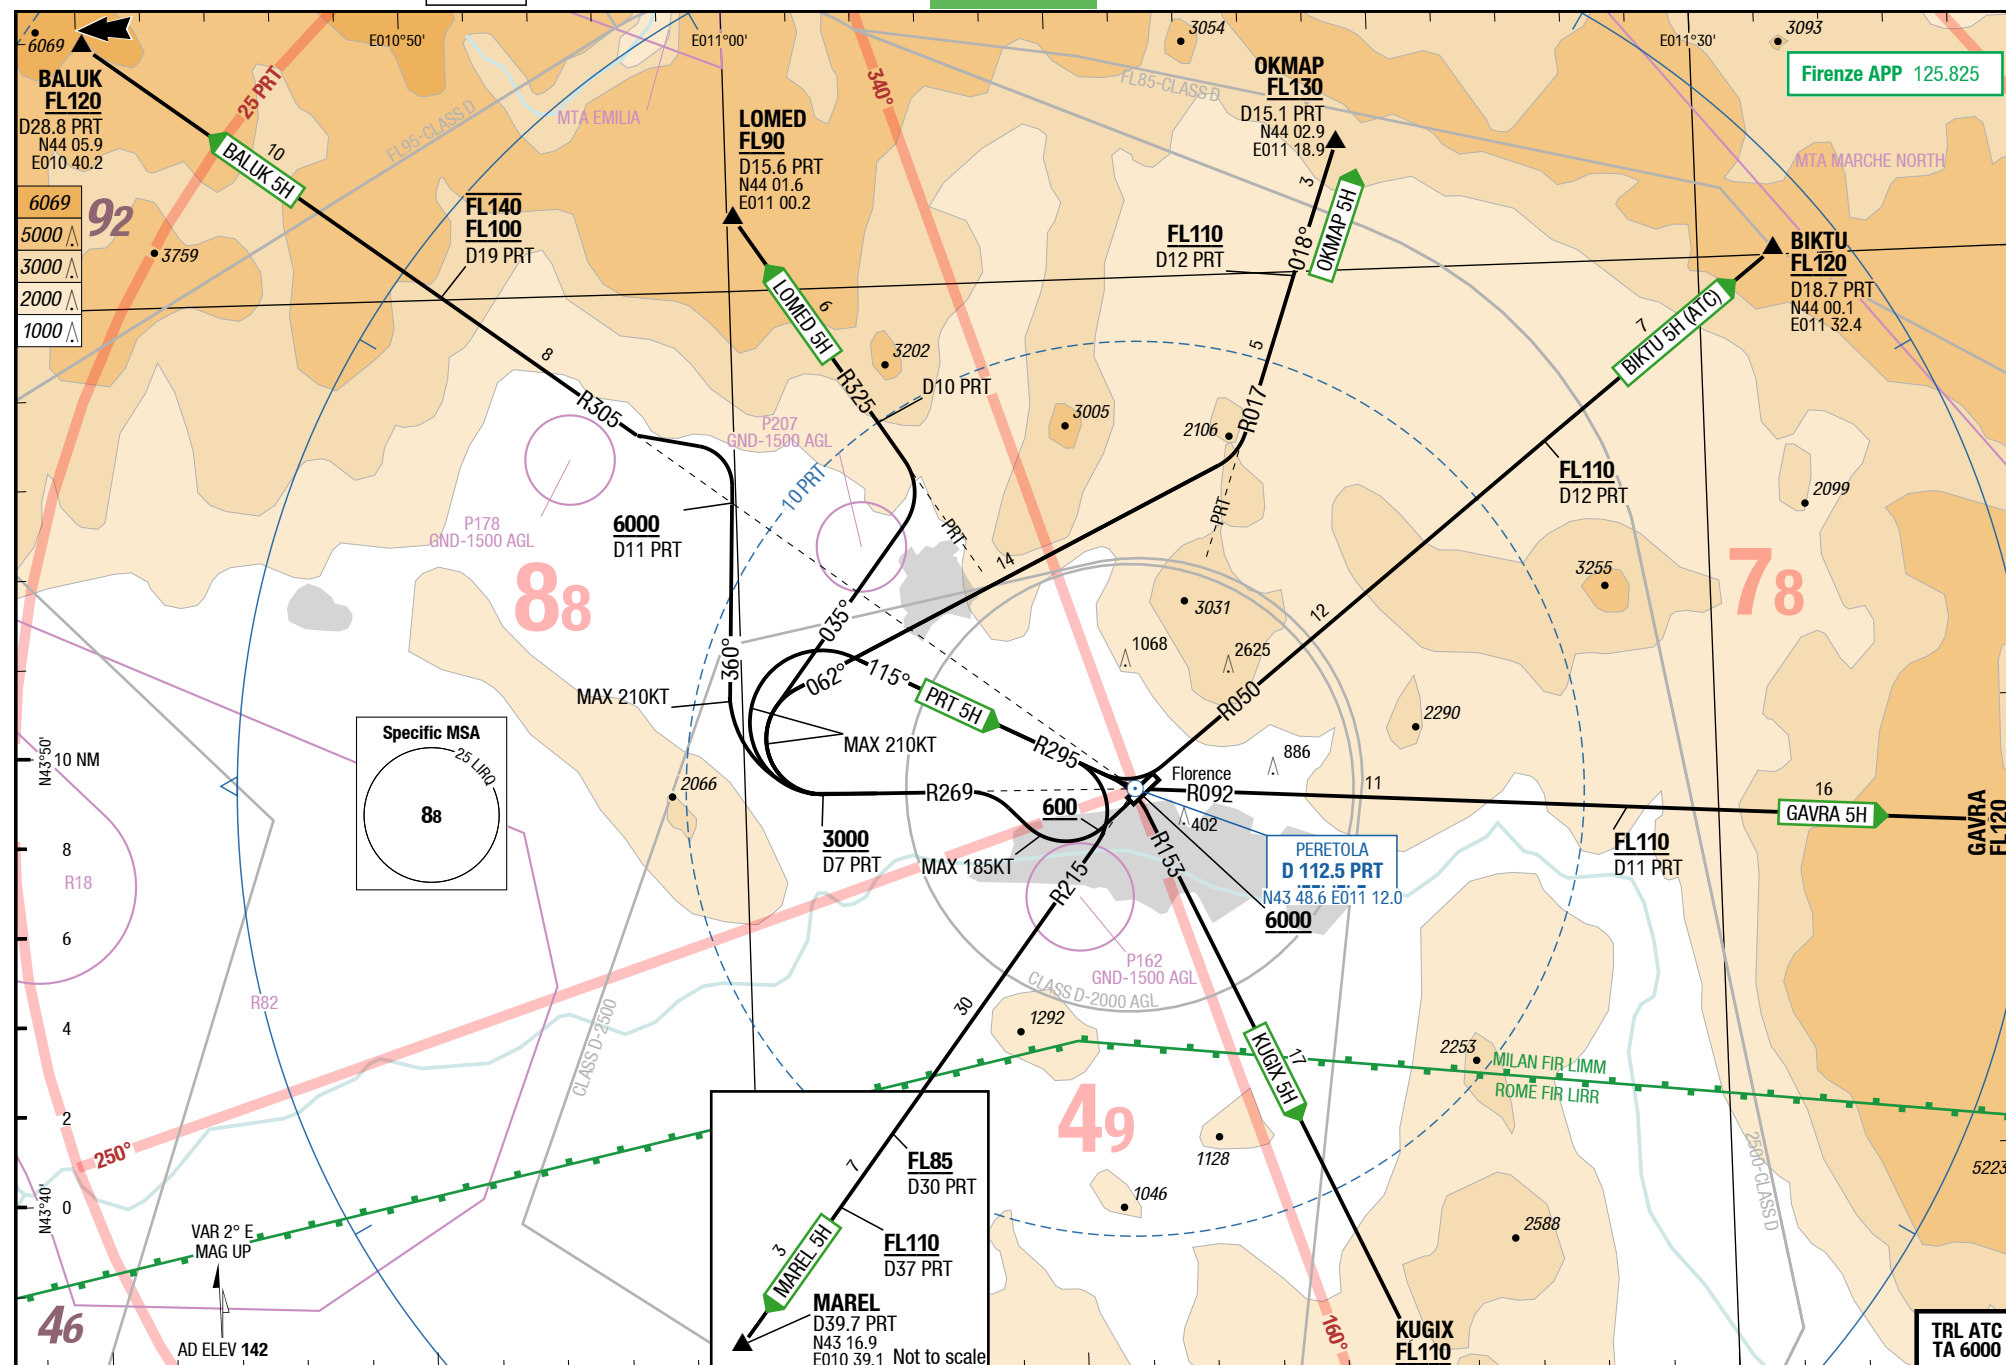 6069
E010°50'
E011°00'
3054
E011°30'
3093
Firenze APP 125.825
BALUK
FL120
D28.8 PRT
N44 05.9
E010 40.2
25 PRT
10
BALUK 5H
FL95-CLASS D
MTA EMILIA
LOMED
FL90
D15.6 PRT
N44 01.6
E011 00.2
340°
FL85-CLASS D
OKMAP
FL130
D15.1 PRT
N44 02.9
E011 18.9
3
OKMAP 5H
018°
MTA MARCHE NORTH
6069
5000
3000
2000
1000
92
3759
FL140
FL100
D19 PRT
6
LOMED 5H
FL110
D12 PRT
BIKTU
FL120
D18.7 PRT
N44 00.1
E011 32.4
7
BIKTU 5H (ATC)
8
R305
3202
R325
D10 PRT
5
R017
3005
2106
P207
GND-1500 AGL
10 PRT
P178
GND-1500 AGL
6000
D11 PRT
PRT
PRT
14
FL110
D12 PRT
2099
88
78
3255
3031
1068
2625
12
035°
360°
062°
115°
PRT 5H
MAX 210KT
MAX 210KT
R050
2290
Specific MSA
25 LIRQ
88
N43°50'
10 NM
8
6
4
2
0
N43°40'
2066
R295
R269
Florence
R092
886
11
16
GAVRA 5H
GAVRA
FL120
600
402
3000
D7 PRT
MAX 185KT
R215
R153
PERETOLA
D 112.5 PRT
N43 48.6 E011 12.0
6000
FL110
D11 PRT
R18
R82
P162
GND-1500 AGL
CLASS D-2000 AGL
CLASS D-2500
30
1292
KUGIX 5H
17
2253
MILAN FIR LIMM
ROME FIR LIRR
49
1128
1046
2588
2500-CLASS D
5223
250°
VAR 2° E
MAG UP
46
AD ELEV 142
7
FL85
D30 PRT
3
MAREL 5H
FL110
D37 PRT
MAREL
D39.7 PRT
N43 16.9
E010 39.1
Not to scale
160°
KUGIX
FL110
TRL ATC
TA 6000